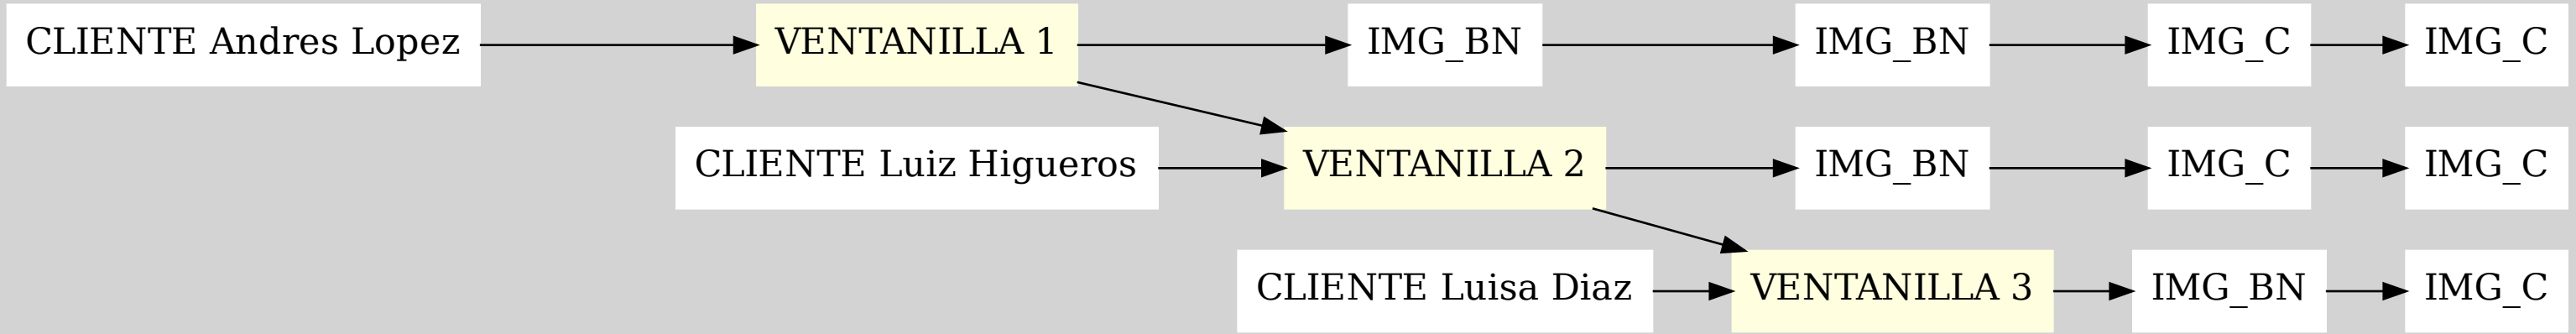 CLIENTE Andres Lopez
VENTANILLA 1
IMG_BN
IMG_BN
IMG_C
IMG_C
CLIENTE Luiz Higueros
VENTANILLA 2
IMG_BN
IMG_C
IMG_C
CLIENTE Luisa Diaz
VENTANILLA 3
IMG_BN
IMG_C